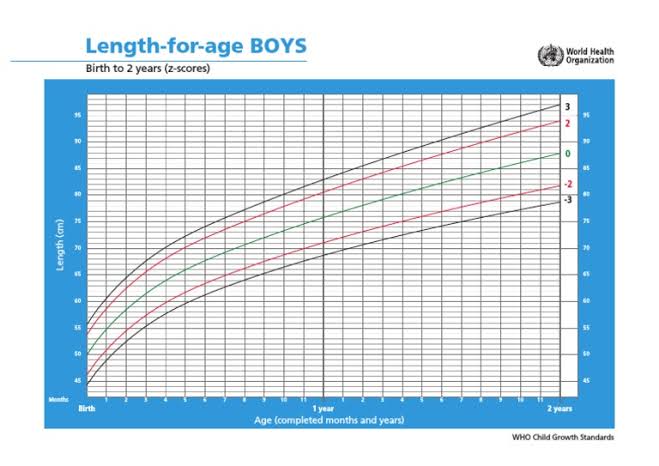 Length-for-age BOYS
Birth to 2 years (z-scores)
World Health
Organization
3
95 95
2
90 90
0
85 85
-2
80 80
-3
75 75
Length (cm)
70 70
65 65
60 60
55 55
50 50
45 45
Months 1 2 3 4 5 6 7 8 9 10 11 1 2 3 4 5 6 7 8 9 10 11
Birth 1 year 2 years
Age (completed months and years)
WHO Child Growth Standards